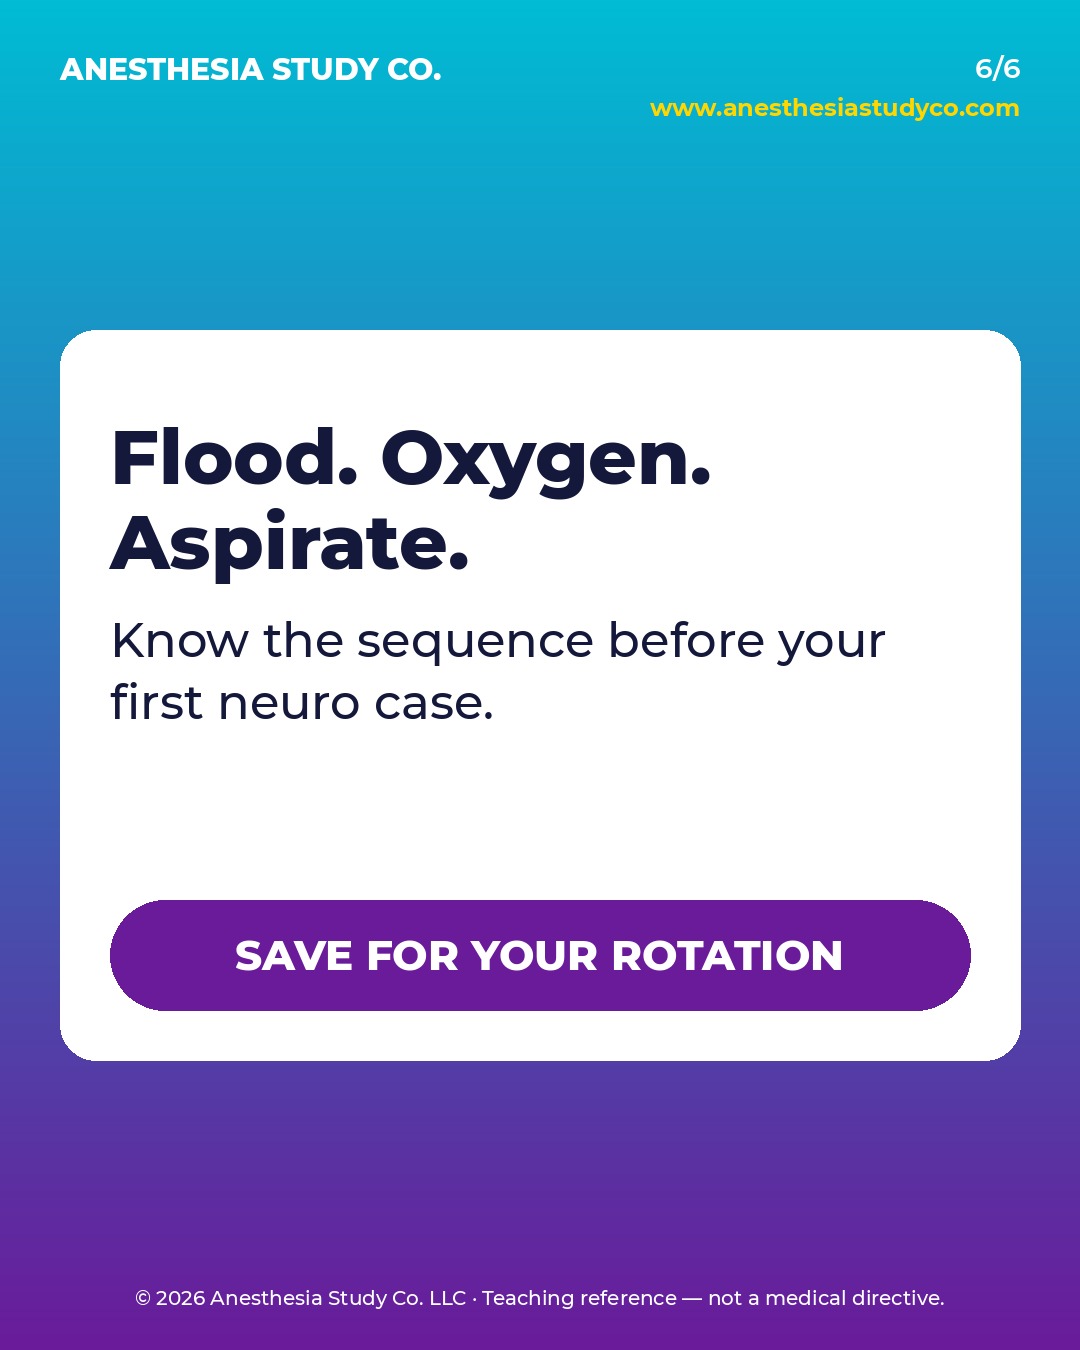 ANESTHESIA STUDY CO.
6/6
www.anesthesiastudyco.com
Flood. Oxygen.
Aspirate.
Know the sequence before your
first neuro case.
SAVE FOR YOUR ROTATION
© 2026 Anesthesia Study Co. LLC · Teaching reference — not a medical directive.